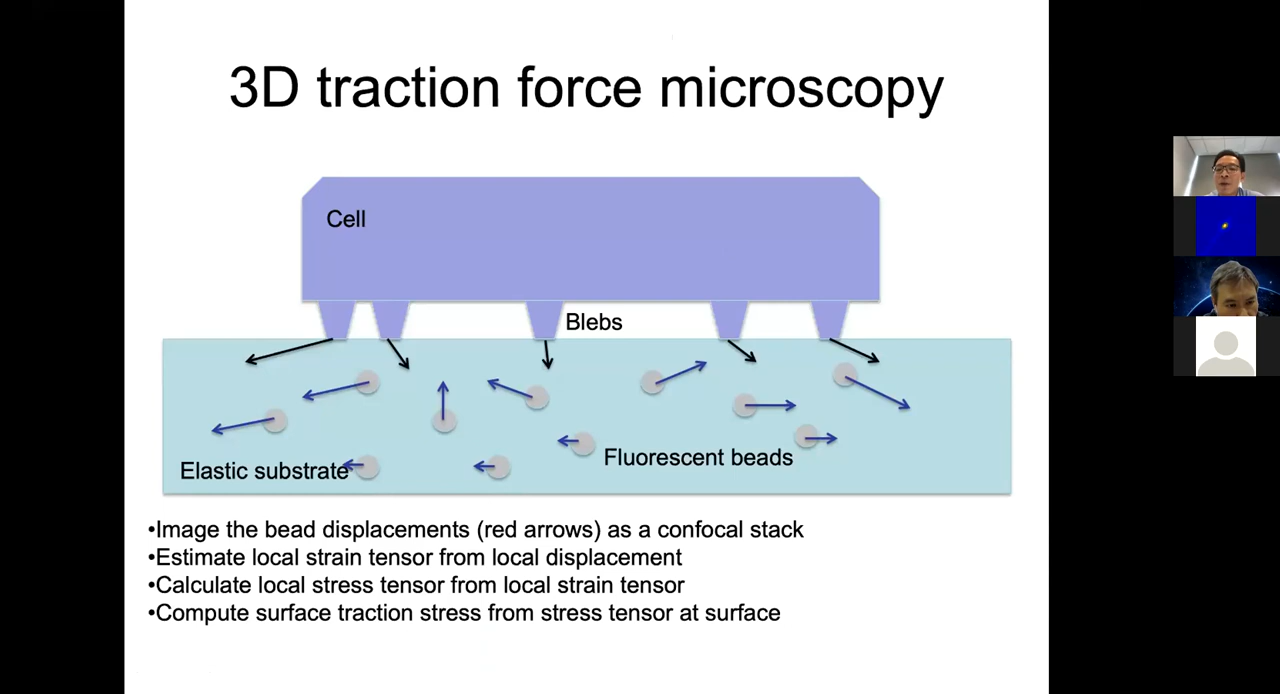 3D traction force microscopy
Cell
Blebs
Fluorescent beads
Elastic substrate
•Image the bead displacements (red arrows) as a confocal stack
•Estimate local strain tensor from local displacement
•Calculate local stress tensor from local strain tensor
•Compute surface traction stress from stress tensor at surface